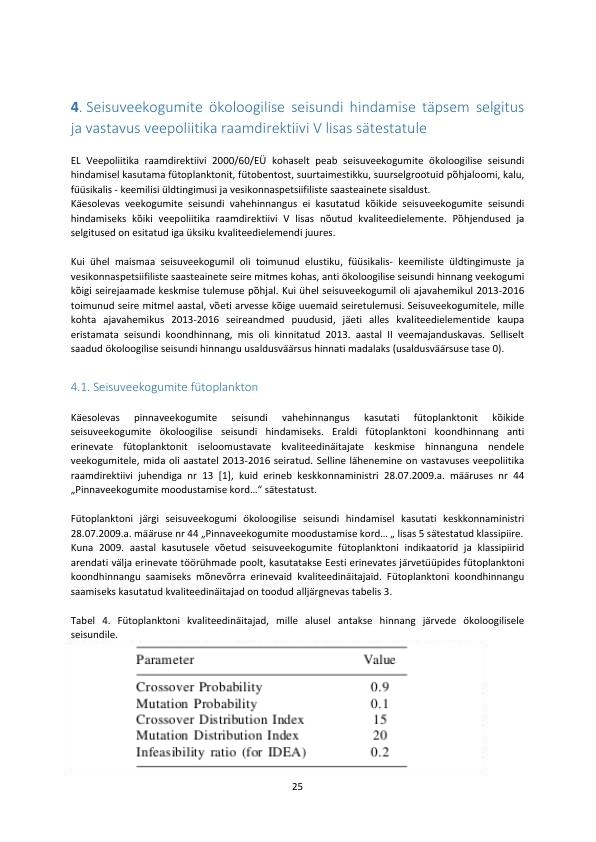 4. Seisuveekogumite ökoloogilise seisundi hindamise täpsem selgitus
ja vastavus veepoliitika raamdirektiivi V lisas sätestatule
EL Veepoliitika raamdirektiivi 2000/60/EÜ kohaselt peab seisuveekogumite ökoloogilise seisundi
hindamisel kasutama fütoplanktonit, fütobentost, suurtaimestikku, suurselgrootuid põhjaloomi, kalu,
füüsikalis - keemilisi üldtingimusi ja vesikonnaspetsiifiliste saasteainete sisaldust.
Käesolevas veekogumite seisundi vahehinnangus ei kasutatud kõikide seisuveekogumite seisundi
hindamiseks kõiki veepoliitika raamdirektiivi V lisas nõutud kvaliteedielemente. Põhjendused ja
selgitused on esitatud iga üksiku kvaliteedielemendi juures.
Kui ühel maismaa seisuveekogumil oli toimunud elustiku, füüsikalis- keemiliste üldtingimuste ja
vesikonnaspetsiifiliste saasteainete seire mitmes kohas, anti ökoloogilise seisundi hinnang veekogumi
kõigi seirejaamade keskmise tulemuse põhjal. Kui ühel seisuveekogumil oli ajavahemikul 2013-2016
toimunud seire mitmel aastal, võeti arvesse kõige uuemaid seiretulemusi. Seisuveekogumitele, mille
kohta ajavahemikus 2013-2016 seireandmed puudusid, jäeti alles kvaliteedielementide kaupa
eristamata seisundi koondhinnang, mis oli kinnitatud 2013. aastal II veemajanduskavas. Selliselt
saadud ökoloogilise seisundi hinnangu usaldusväärsus hinnati madalaks (usaldusväärsuse tase 0).
4.1. Seisuveekogumite fütoplankton
Käesolevas pinnaveekogumite seisundi vahehinnangus kasutati fütoplanktonit kõikide
seisuveekogumite ökoloogilise seisundi hindamiseks. Eraldi fütoplanktoni koondhinnang anti
erinevate fütoplanktonit iseloomustavate kvaliteedinäitajate keskmise hinnanguna nendele
veekogumitele, mida oli aastatel 2013-2016 seiratud. Selline lähenemine on vastavuses veepoliitika
raamdirektiivi juhendiga nr 13 [1], kuid erineb keskkonnaministri 28.07.2009.a. määruses nr 44
„Pinnaveekogumite moodustamise kord…“ sätestatust.
Fütoplanktoni järgi seisuveekogumi ökoloogilise seisundi hindamisel kasutati keskkonnaministri
28.07.2009.a. määruse nr 44 „Pinnaveekogumite moodustamise kord… „ lisas 5 sätestatud klassipiire.
Kuna 2009. aastal kasutusele võetud seisuveekogumite fütoplanktoni indikaatorid ja klassipiirid
arendati välja erinevate töörühmade poolt, kasutatakse Eesti erinevates järvetüüpides fütoplanktoni
koondhinnangu saamiseks mõnevõrra erinevaid kvaliteedinäitajaid. Fütoplanktoni koondhinnangu
saamiseks kasutatud kvaliteedinäitajad on toodud alljärgnevas tabelis 3.
Tabel 4. Fütoplanktoni kvaliteedinäitajad, mille alusel antakse hinnang järvede ökoloogilisele
seisundile.
Parameter Value
Crossover Probability 0.9
Mutation Probability 0.1
Crossover Distribution Index 15
Mutation Distribution Index 20
Infeasibility ratio (for IDEA) 0.2
25